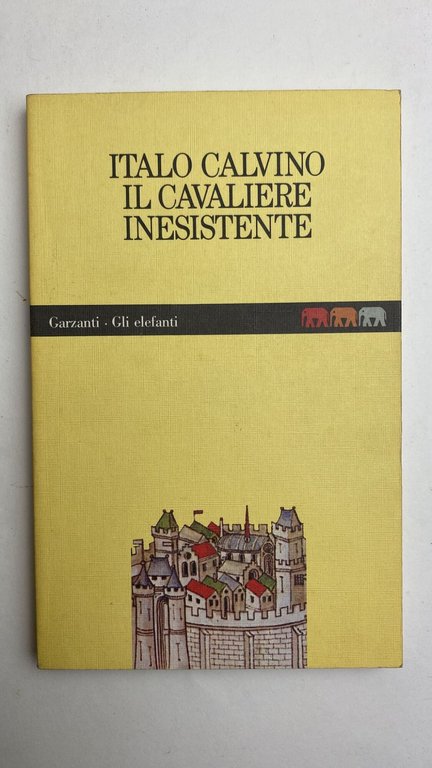 ITALO CALVINO
IL CAVALIERE
INESISTENTE
Garzanti · Gli elefanti